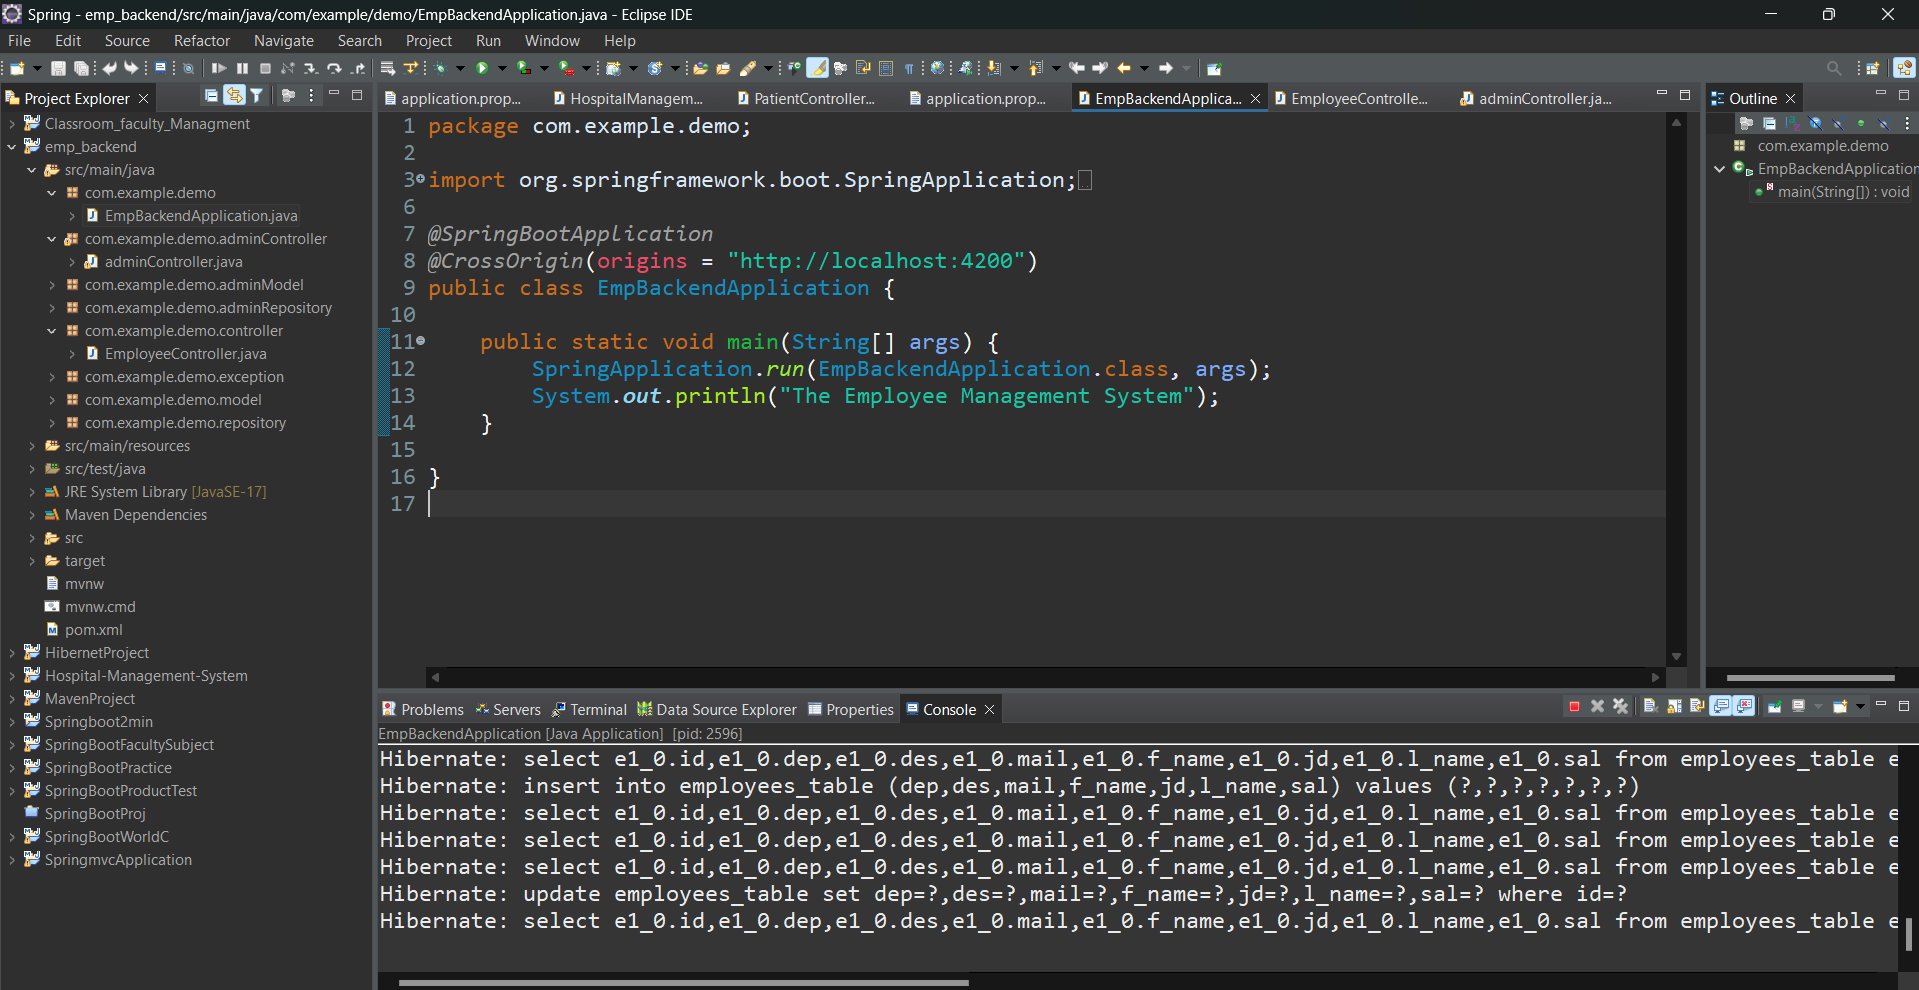 Spring - emp_backend/src/main/java/com/example/demo/EmpBackendApplication.java - Eclipse IDE
File Edit Source Refactor Navigate Search Project Run Window Help
Project Explorer
Classroom_faculty_Managment
emp_backend
src/main/java
com.example.demo
EmpBackendApplication.java
com.example.demo.adminController
adminController.java
com.example.demo.adminModel
com.example.demo.adminRepository
com.example.demo.controller
EmployeeController.java
com.example.demo.exception
com.example.demo.model
com.example.demo.repository
src/main/resources
src/test/java
JRE System Library [JavaSE-17]
Maven Dependencies
src
target
mvnw
mvnw.cmd
pom.xml
HibernetProject
Hospital-Management-System
MavenProject
Springboot2min
SpringBootFacultySubject
SpringBootPractice
SpringBootProductTest
SpringBootProj
SpringBootWorldC
SpringmvcApplication
application.prop... HospitalManagem... PatientController... application.prop... EmpBackendApplica... EmployeeControlle... adminController.ja...
1 package com.example.demo;
2
3 import org.springframework.boot.SpringApplication;
6
7 @SpringBootApplication
8 @CrossOrigin(origins = "http://localhost:4200")
9 public class EmpBackendApplication {
10
11 public static void main(String[] args) {
12 SpringApplication.run(EmpBackendApplication.class, args);
13 System.out.println("The Employee Management System");
14 }
15
16 }
17
Outline
com.example.demo
EmpBackendApplication
main(String[]) : void
Problems Servers Terminal Data Source Explorer Properties Console
EmpBackendApplication [Java Application] [pid: 2596]
Hibernate: select e1_0.id,e1_0.dep,e1_0.des,e1_0.mail,e1_0.f_name,e1_0.jd,e1_0.l_name,e1_0.sal from employees_table e
Hibernate: insert into employees_table (dep,des,mail,f_name,jd,l_name,sal) values (?,?,?,?,?,?,?)
Hibernate: select e1_0.id,e1_0.dep,e1_0.des,e1_0.mail,e1_0.f_name,e1_0.jd,e1_0.l_name,e1_0.sal from employees_table e
Hibernate: select e1_0.id,e1_0.dep,e1_0.des,e1_0.mail,e1_0.f_name,e1_0.jd,e1_0.l_name,e1_0.sal from employees_table e
Hibernate: select e1_0.id,e1_0.dep,e1_0.des,e1_0.mail,e1_0.f_name,e1_0.jd,e1_0.l_name,e1_0.sal from employees_table e
Hibernate: update employees_table set dep=?,des=?,mail=?,f_name=?,jd=?,l_name=?,sal=? where id=?
Hibernate: select e1_0.id,e1_0.dep,e1_0.des,e1_0.mail,e1_0.f_name,e1_0.jd,e1_0.l_name,e1_0.sal from employees_table e